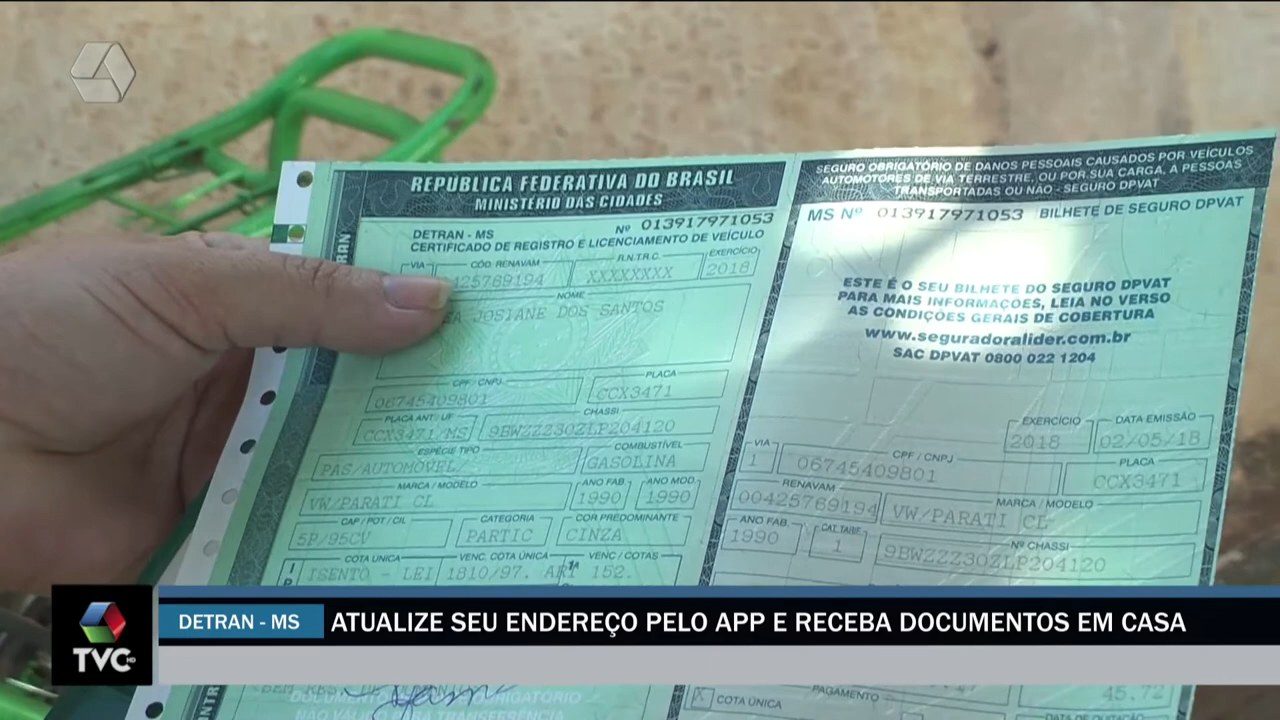 REPÚBLICA FEDERATIVA DO BRASIL
MINISTÉRIO DAS CIDADES
DETRAN - MS Nº 013917971053
CERTIFICADO DE REGISTRO E LICENCIAMENTO DE VEÍCULO
VIA CÓD. RENAVAM R.N.T.R.C. EXERCÍCIO
XXXXXXXX 2018
NOME
JOSIANE DOS SANTOS
CPF / CNPJ PLACA
06745409801 CCX3471
PLACA ANT. UF CHASSI
CCX3471/MS 9BWZZZ30ZLP204120
ESPÉCIE TIPO COMBUSTÍVEL
PAS/AUTOMÓVEL/ GASOLINA
MARCA / MODELO ANO FAB. ANO MOD.
VW/PARATI CL 1990 1990
CAP / POT / CIL CATEGORIA COR PREDOMINANTE
5P/95CV PARTIC CINZA
COTA ÚNICA VENC. COTA ÚNICA VENC / COTAS
ISENTO - LEI 1810/97. ART 152.
1ª
SEGURO OBRIGATÓRIO DE DANOS PESSOAIS CAUSADOS POR VEÍCULOS
AUTOMOTORES DE VIA TERRESTRE, OU POR SUA CARGA, A PESSOAS
TRANSPORTADAS OU NÃO - SEGURO DPVAT
MS Nº 013917971053 BILHETE DE SEGURO DPVAT
ESTE É O SEU BILHETE DO SEGURO DPVAT
PARA MAIS INFORMAÇÕES, LEIA NO VERSO
AS CONDIÇÕES GERAIS DE COBERTURA
www.seguradoralider.com.br
SAC DPVAT 0800 022 1204
EXERCÍCIO DATA EMISSÃO
2018 02/05/18
VIA CPF / CNPJ PLACA
1 06745409801 CCX3471
RENAVAM MARCA / MODELO
00425769194 VW/PARATI CL
ANO FAB. CAT. TARIF. Nº CHASSI
1990 1 9BWZZZ30ZLP204120
DETRAN - MS ATUALIZE SEU ENDEREÇO PELO APP E RECEBA DOCUMENTOS EM CASA
TVC HD
DOCUMENTO
NÃO VÁLIDO PARA TRANSFERÊNCIA
X COTA ÚNICA
PAGAMENTO
45.72